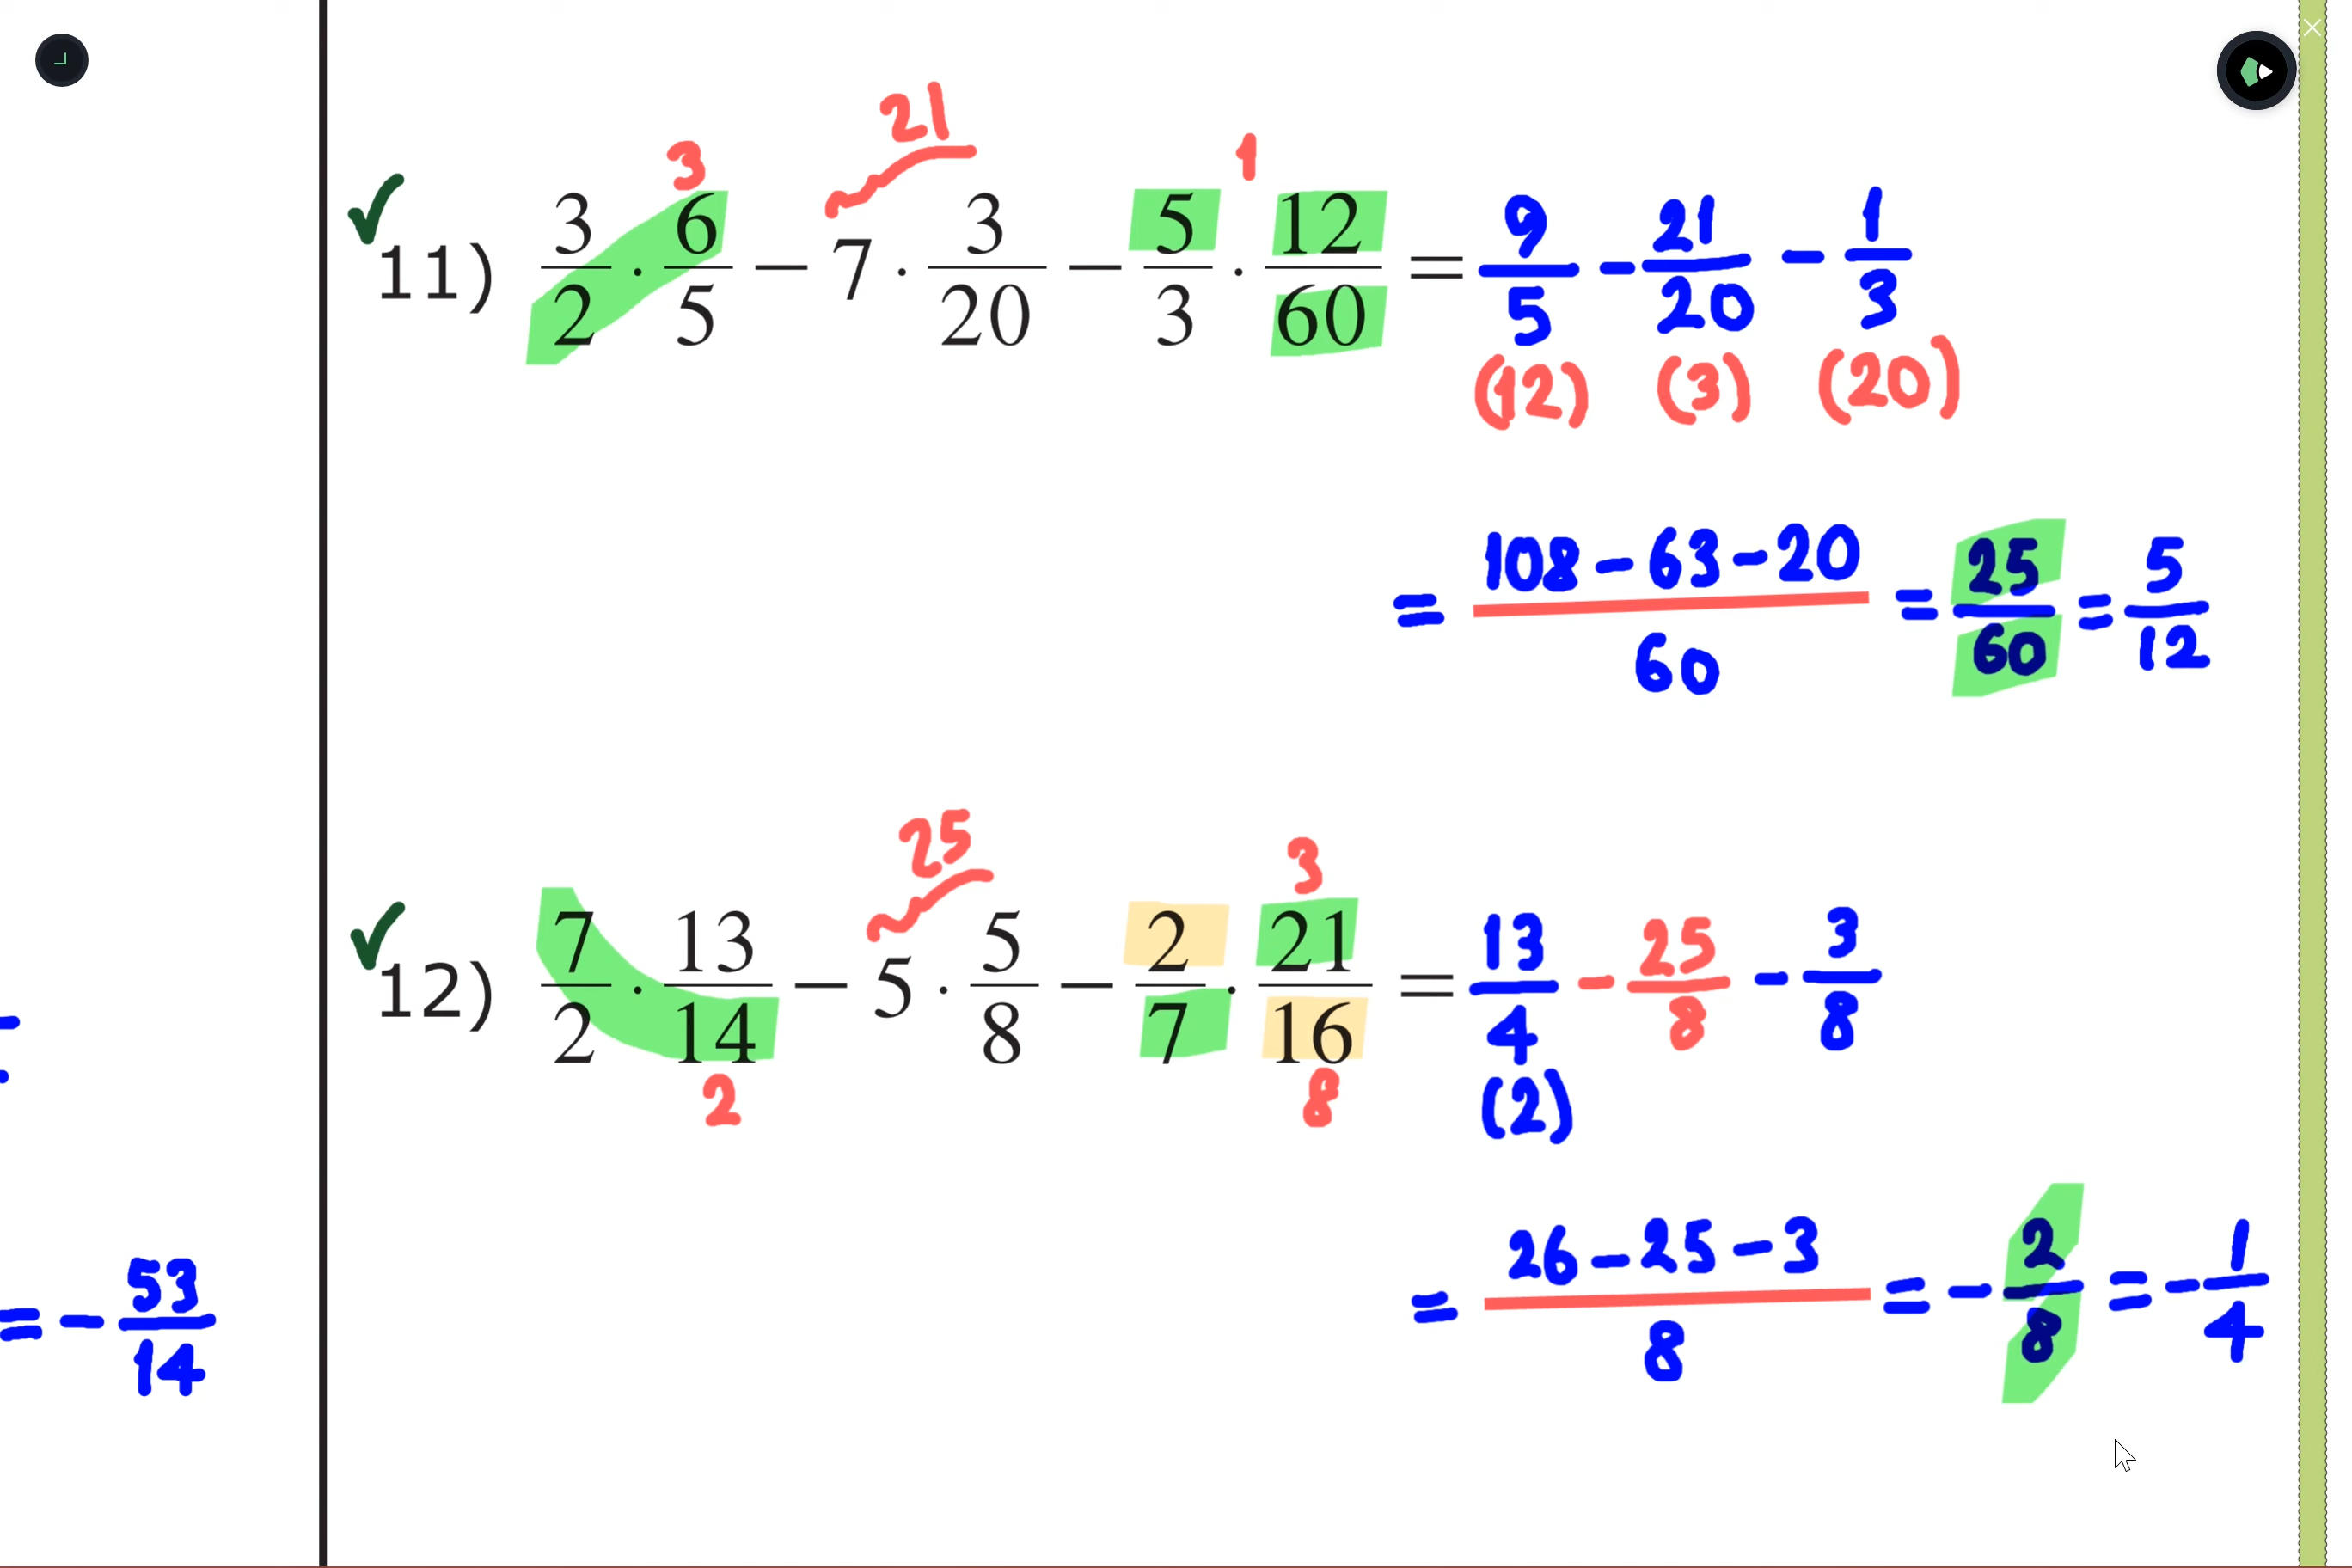 11) 3/2 · 6/5 − 7 · 3/20 − 5/3 · 12/60 = 9/5 − 21/20 − 1/3
3 21 1
(12) (3) (20)
= (108 − 63 − 20)/60 = 25/60 = 5/12
12) 7/2 · 13/14 − 5 · 5/8 − 2/7 · 21/16 = 13/4 − 25/8 − 3/8
25 3
2 8 (2)
= (26 − 25 − 3)/8 = − 2/8 = − 1/4
= − 53/14